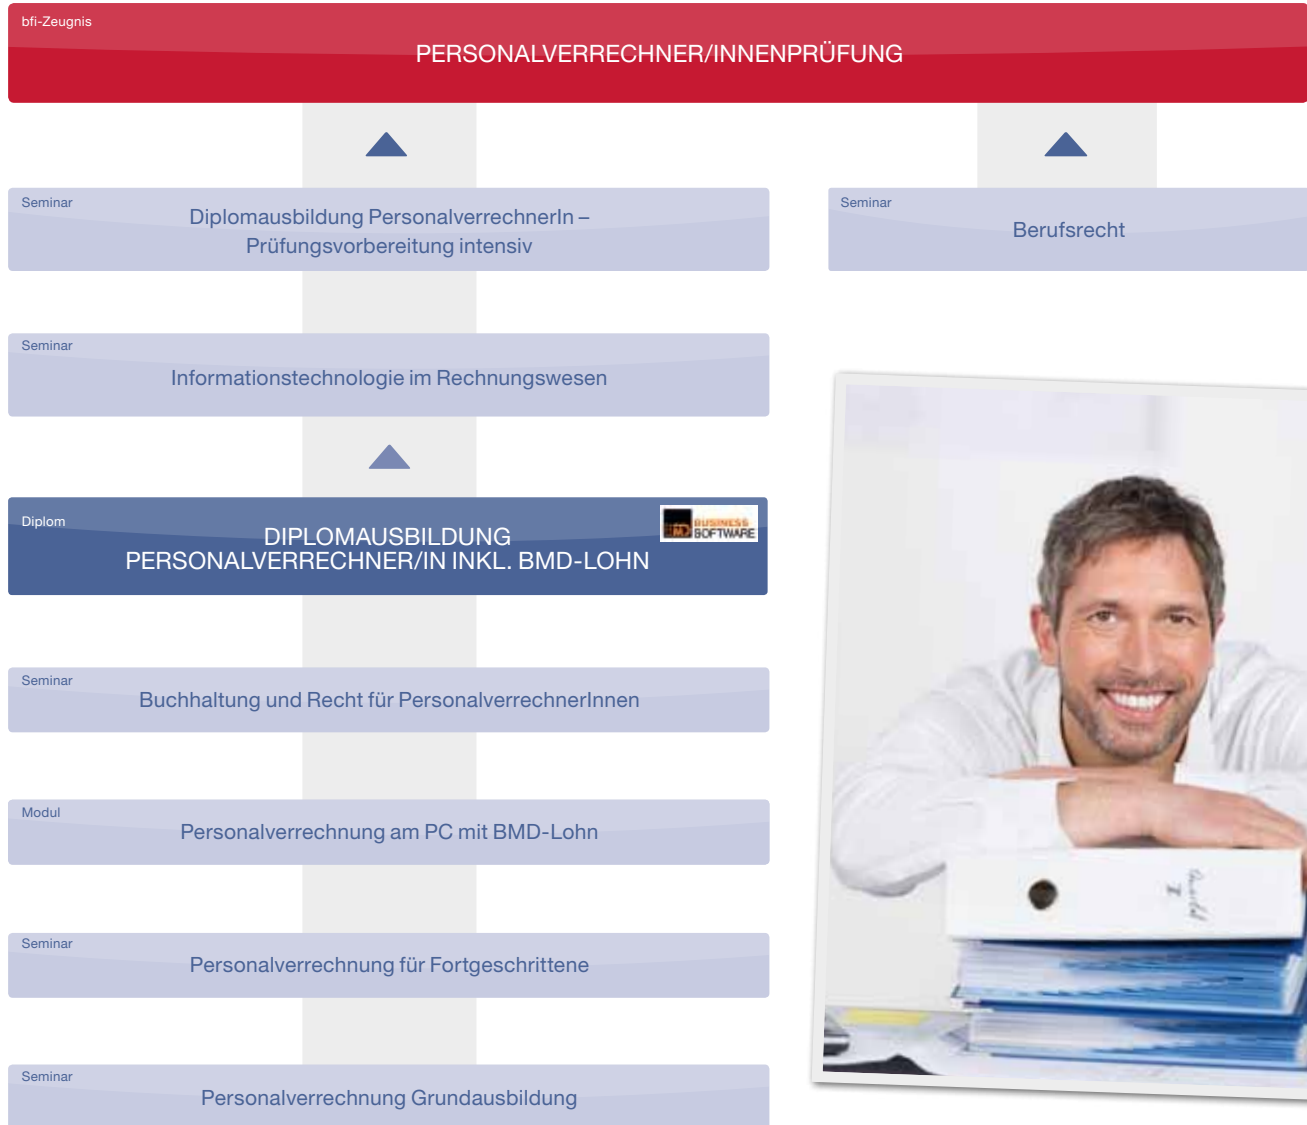 bfi-Zeugnis
PERSONALVERRECHNER/INNENPRÜFUNG
Seminar
Diplomausbildung PersonalverrechnerIn –
Prüfungsvorbereitung intensiv
Seminar
Berufsrecht
Seminar
Informationstechnologie im Rechnungswesen
Diplom
DIPLOMAUSBILDUNG
PERSONALVERRECHNER/IN INKL. BMD-LOHN
BMD
BUSINESS
SOFTWARE
Seminar
Buchhaltung und Recht für PersonalverrechnerInnen
Modul
Personalverrechnung am PC mit BMD-Lohn
Seminar
Personalverrechnung für Fortgeschrittene
Seminar
Personalverrechnung Grundausbildung